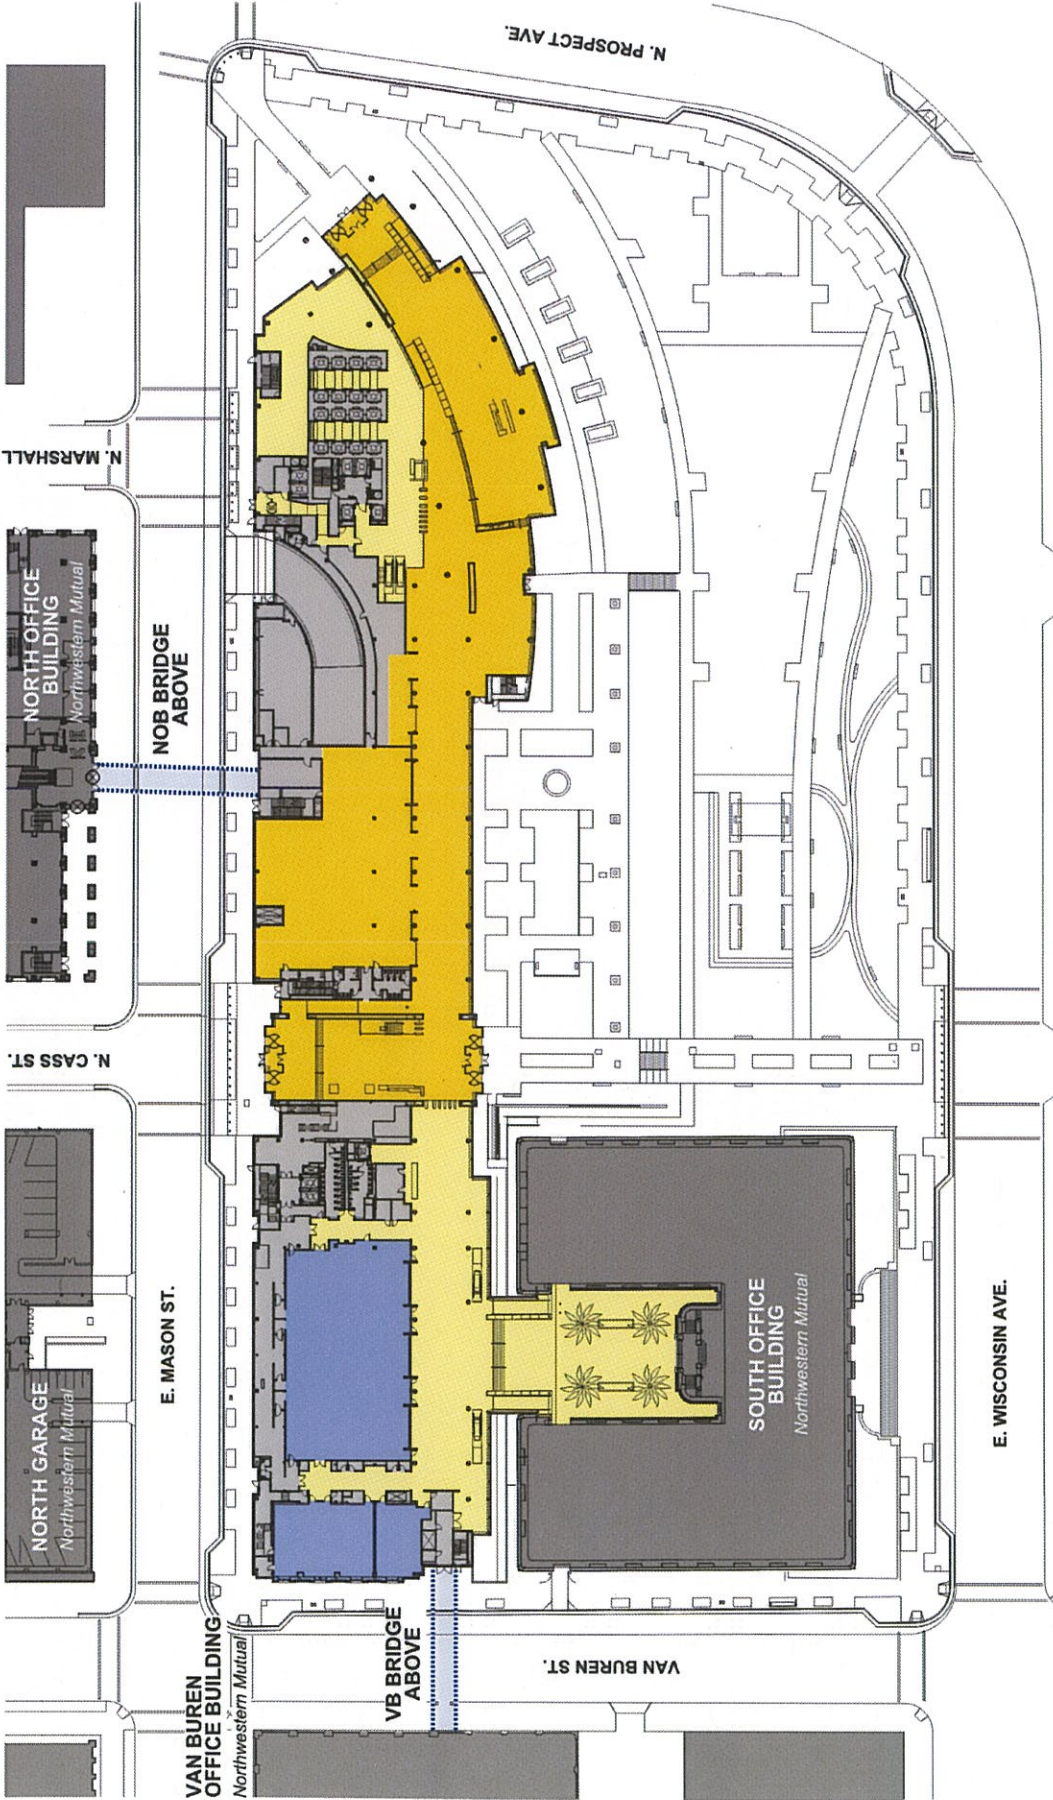 N. PROSPECT AVE.
N. MARSHALL
NORTH OFFICE
BUILDING
Northwestern Mutual
NOB BRIDGE
ABOVE
N. CASS ST.
NORTH GARAGE
Northwestern Mutual
E. MASON ST.
SOUTH OFFICE
BUILDING
Northwestern Mutual
E. WISCONSIN AVE.
VAN BUREN
OFFICE BUILDING
Northwestern Mutual
VB BRIDGE
ABOVE
VAN BUREN ST.